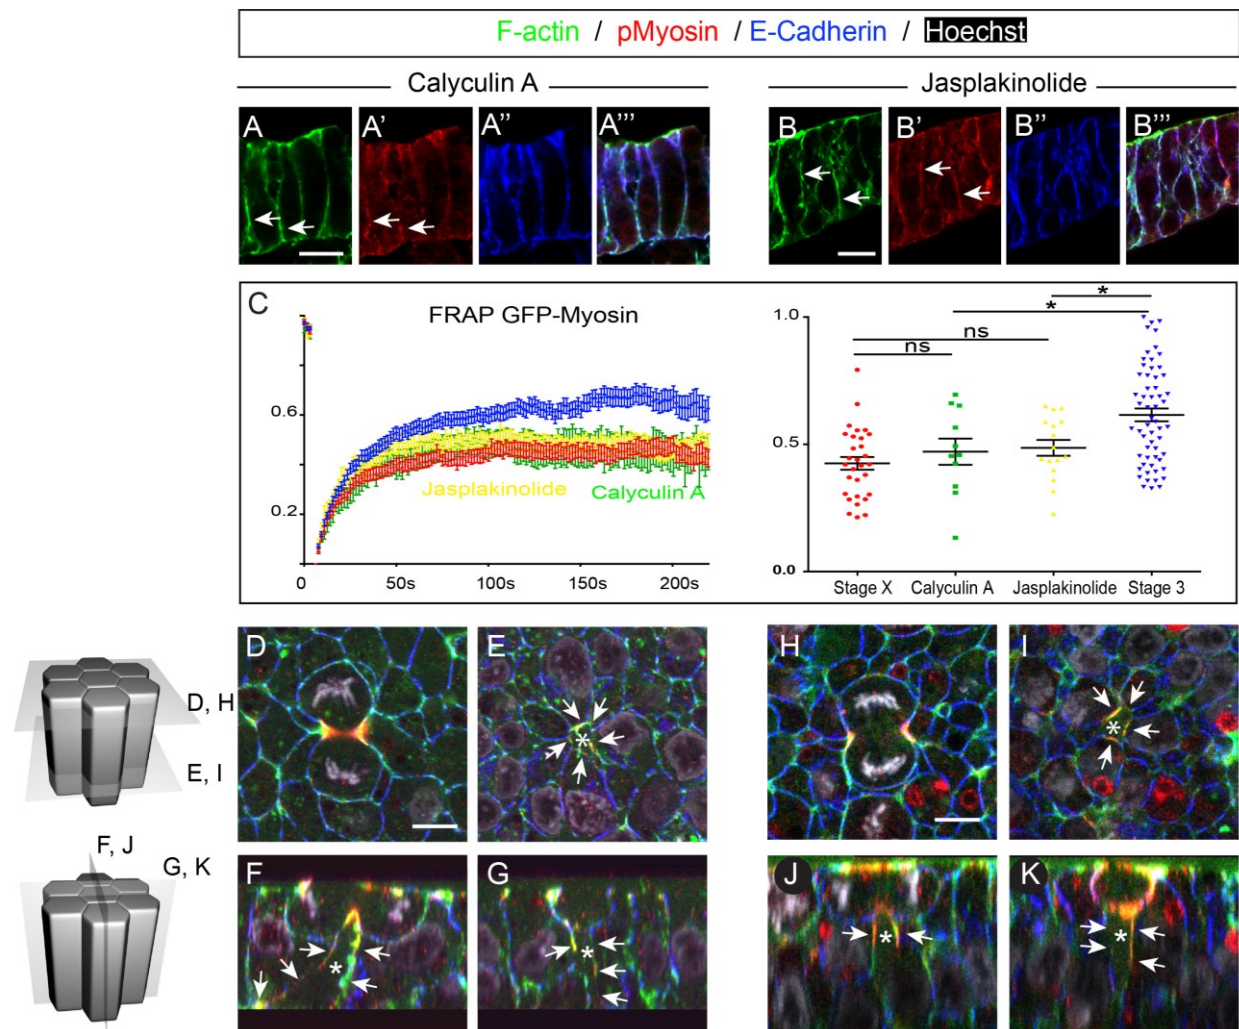 F-actin / pMyosin / E-Cadherin / Hoechst
Calyculin A
Jasplakinolide
A
A'
A''
A'''
B
B'
B''
B'''
C
FRAP GFP-Myosin
0.6
0.2
0
50s
100s
150s
200s
Jasplakinolide
Calyculin A
1.0
0.5
0.0
ns
ns
*
*
Stage X
Calyculin A
Jasplakinolide
Stage 3
D, H
E, I
F, J
G, K
D
E
*
H
I
*
F
*
G
*
J
*
K
*